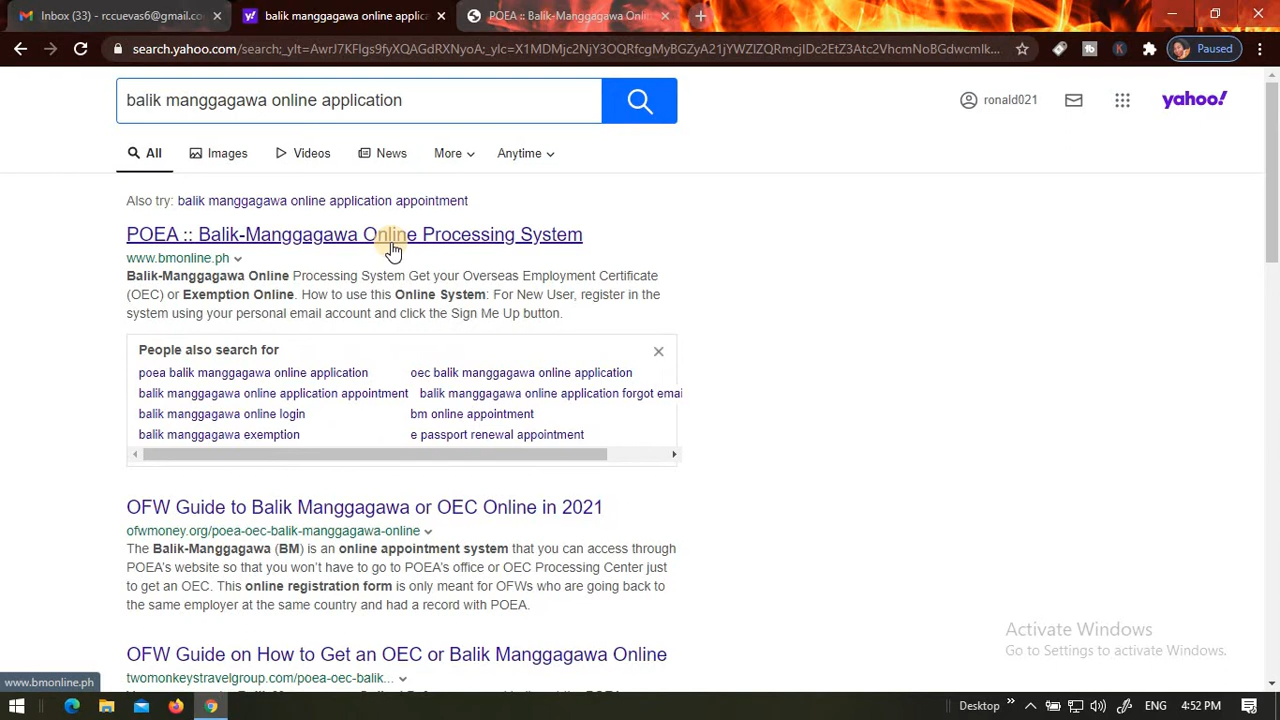 Inbox (33) - rccuevas6@gmail.co
balik manggagawa online applica
POEA :: Balik-Manggagawa Onli
search.yahoo.com/search;_ylt=AwrJ7KFIgs9fyXQAGdRXNyoA;_ylc=X1MDMjc2NjY3OQRfcgMyBGZyA21jYWZlZQRmcjIDc2EtZ3Atc2VhcmNoBGdwcmlk...
Paused
balik manggagawa online application
ronald021
yahoo!
All
Images
Videos
News
More
Anytime
Also try: balik manggagawa online application appointment
POEA :: Balik-Manggagawa Online Processing System
www.bmonline.ph
Balik-Manggagawa Online Processing System Get your Overseas Employment Certificate
(OEC) or Exemption Online. How to use this Online System: For New User, register in the
system using your personal email account and click the Sign Me Up button.
People also search for
poea balik manggagawa online application
oec balik manggagawa online application
balik manggagawa online application appointment
balik manggagawa online application forgot emai
balik manggagawa online login
bm online appointment
balik manggagawa exemption
e passport renewal appointment
OFW Guide to Balik Manggagawa or OEC Online in 2021
ofwmoney.org/poea-oec-balik-manggagawa-online
The Balik-Manggagawa (BM) is an online appointment system that you can access through
POEA's website so that you won't have to go to POEA's office or OEC Processing Center just
to get an OEC. This online registration form is only meant for OFWs who are going back to
the same employer at the same country and had a record with POEA.
OFW Guide on How to Get an OEC or Balik Manggagawa Online
twomonkeystravelgroup.com/poea-oec-balik...
Activate Windows
Go to Settings to activate Windows.
www.bmonline.ph
Desktop
ENG
4:52 PM